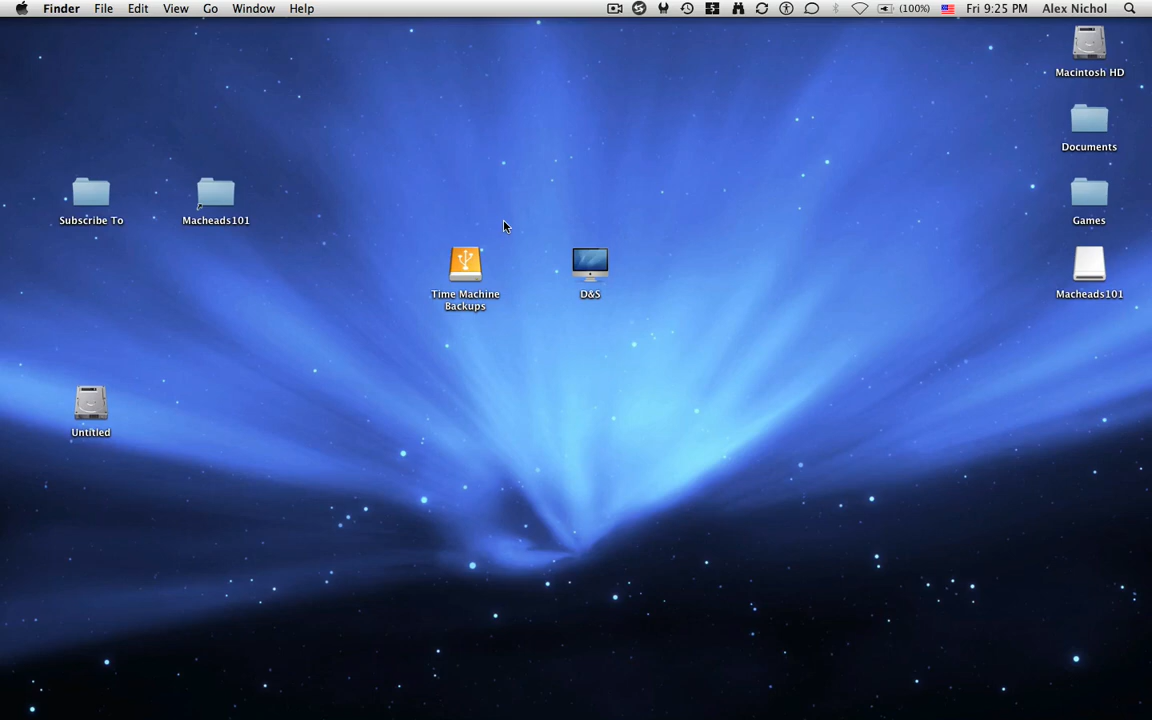 Finder File Edit View Go Window Help (100%) Fri 9:25 PM Alex Nichol
Macintosh HD
Documents
Subscribe To
Macheads101
Games
Time Machine
Backups
D&S
Macheads101
Untitled